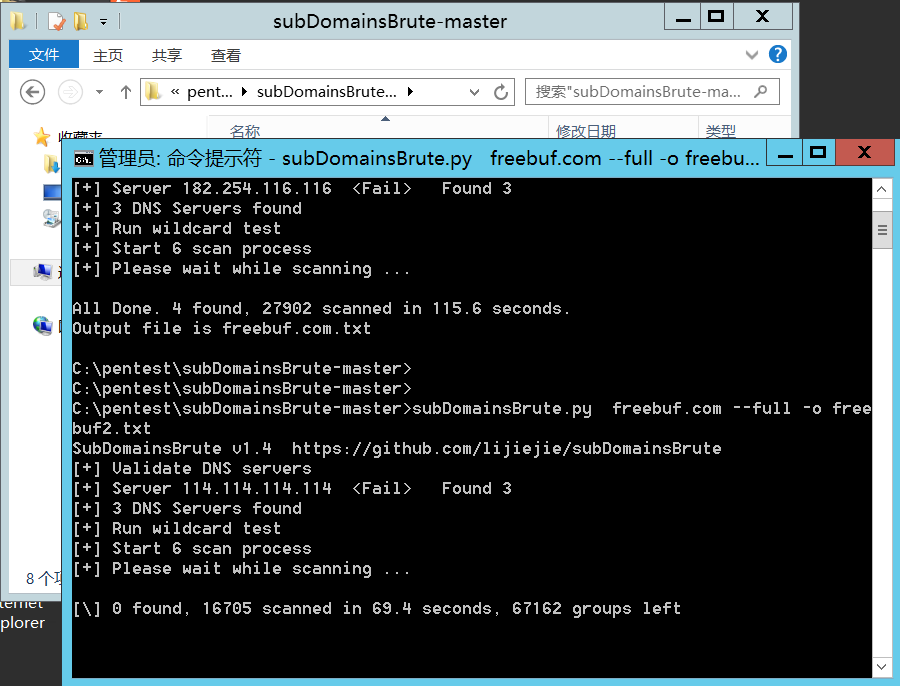 subDomainsBrute-master
文件 主页 共享 查看
« pent... subDomainsBrute...
搜索"subDomainsBrute-ma...
收藏夹
名称 修改日期 类型
管理员: 命令提示符 - subDomainsBrute.py freebuf.com --full -o freebu...
[+] Server 182.254.116.116 <Fail> Found 3
[+] 3 DNS Servers found
[+] Run wildcard test
[+] Start 6 scan process
[+] Please wait while scanning ...
All Done. 4 found, 27902 scanned in 115.6 seconds.
Output file is freebuf.com.txt
C:\pentest\subDomainsBrute-master>
C:\pentest\subDomainsBrute-master>
C:\pentest\subDomainsBrute-master>subDomainsBrute.py freebuf.com --full -o free
buf2.txt
SubDomainsBrute v1.4 https://github.com/lijiejie/subDomainsBrute
[+] Validate DNS servers
[+] Server 114.114.114.114 <Fail> Found 3
[+] 3 DNS Servers found
[+] Run wildcard test
[+] Start 6 scan process
[+] Please wait while scanning ...
[\] 0 found, 16705 scanned in 69.4 seconds, 67162 groups left
8 个项
ternet
plorer